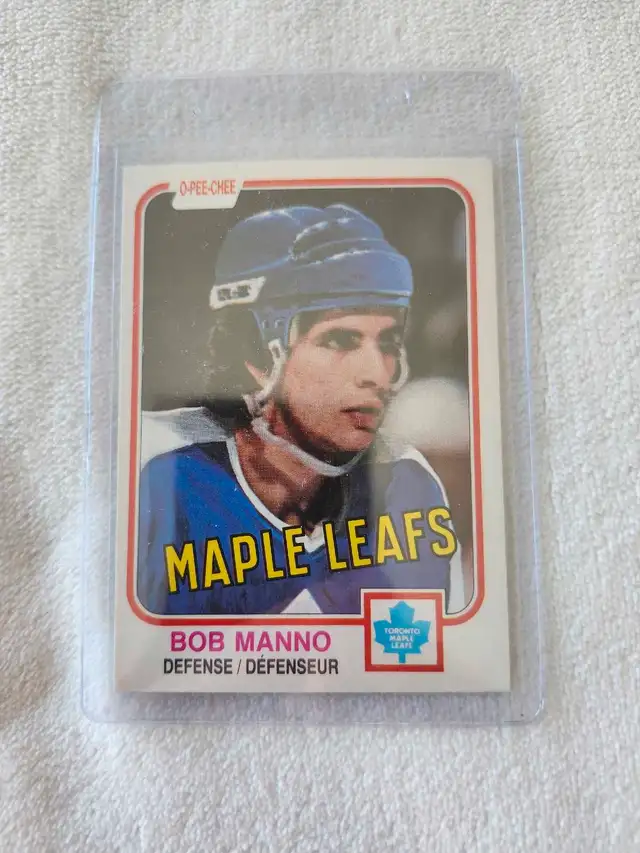 O-PEE-CHEE
MAPLE LEAFS
BOB MANNO
DEFENSE / DÉFENSEUR
TORONTO
MAPLE
LEAFS